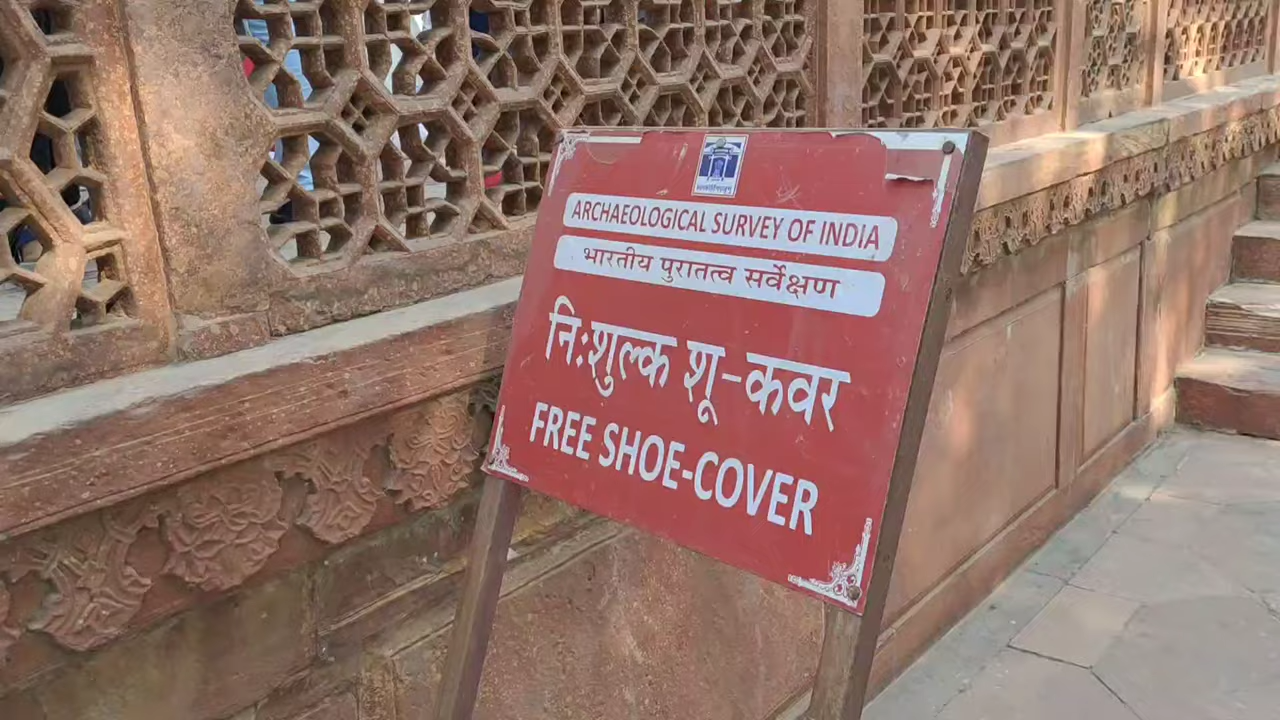 ARCHAEOLOGICAL SURVEY OF INDIA
भारतीय पुरातत्व सर्वेक्षण
नि:शुल्क शू-कवर
FREE SHOE-COVER